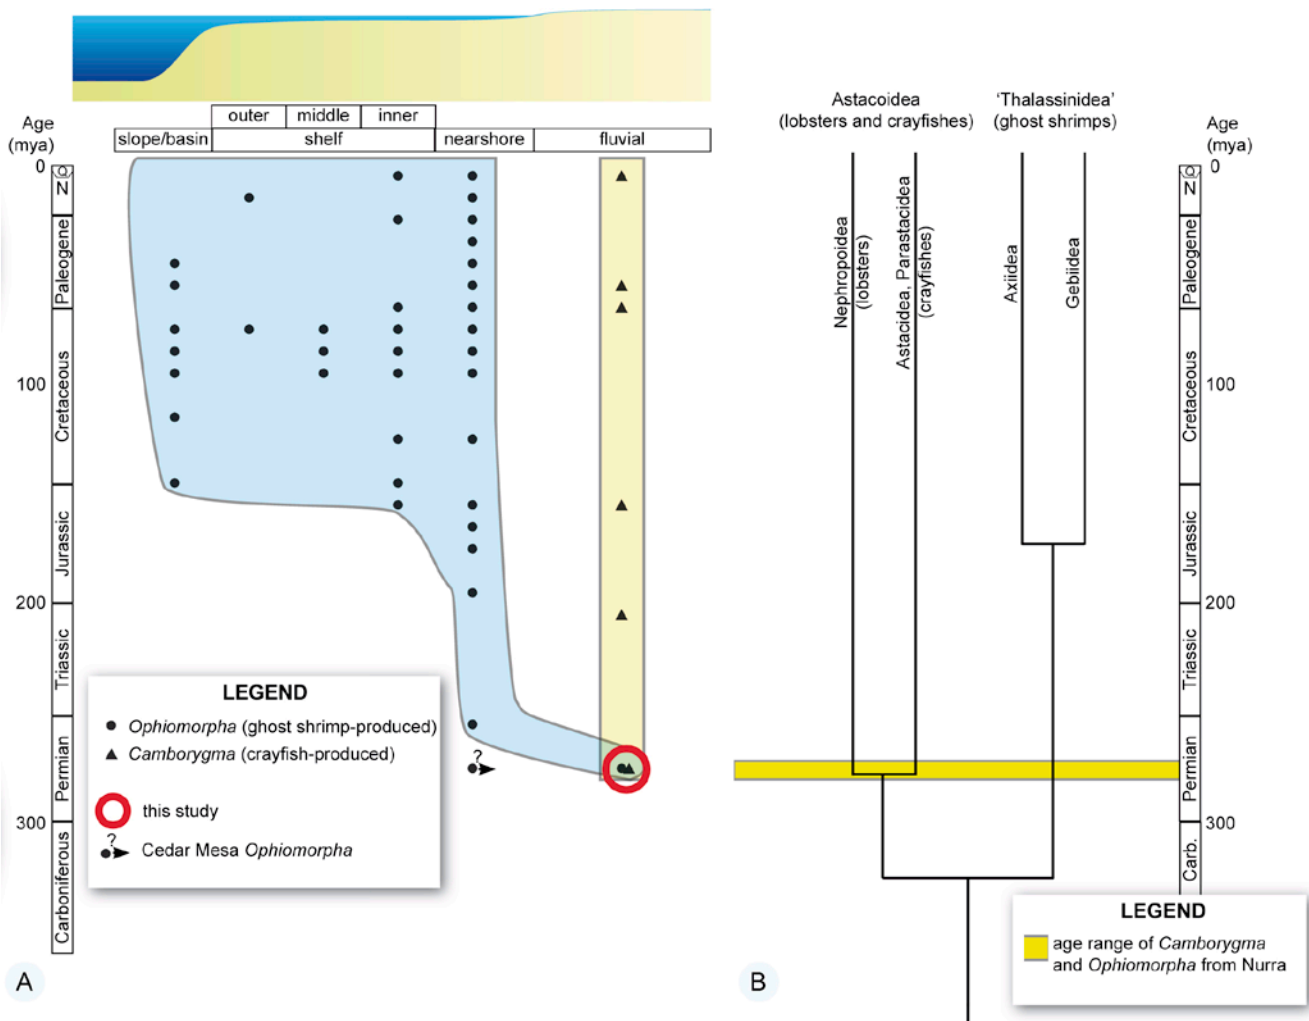 outer
middle
inner
slope/basin
shelf
nearshore
fluvial
Age
(mya)
0
100
200
300
Q
N
Paleogene
Cretaceous
Jurassic
Triassic
Permian
Carboniferous
?
LEGEND
Ophiomorpha (ghost shrimp-produced)
Camborygma (crayfish-produced)
this study
?
Cedar Mesa Ophiomorpha
A
Astacoidea
(lobsters and crayfishes)
'Thalassinidea'
(ghost shrimps)
Nephropoidea
(lobsters)
Astacidea, Parastacidea
(crayfishes)
Axiidea
Gebiidea
Age
(mya)
0
100
200
300
Q
N
Paleogene
Cretaceous
Jurassic
Triassic
Permian
Carb.
LEGEND
age range of Camborygma
and Ophiomorpha from Nurra
B